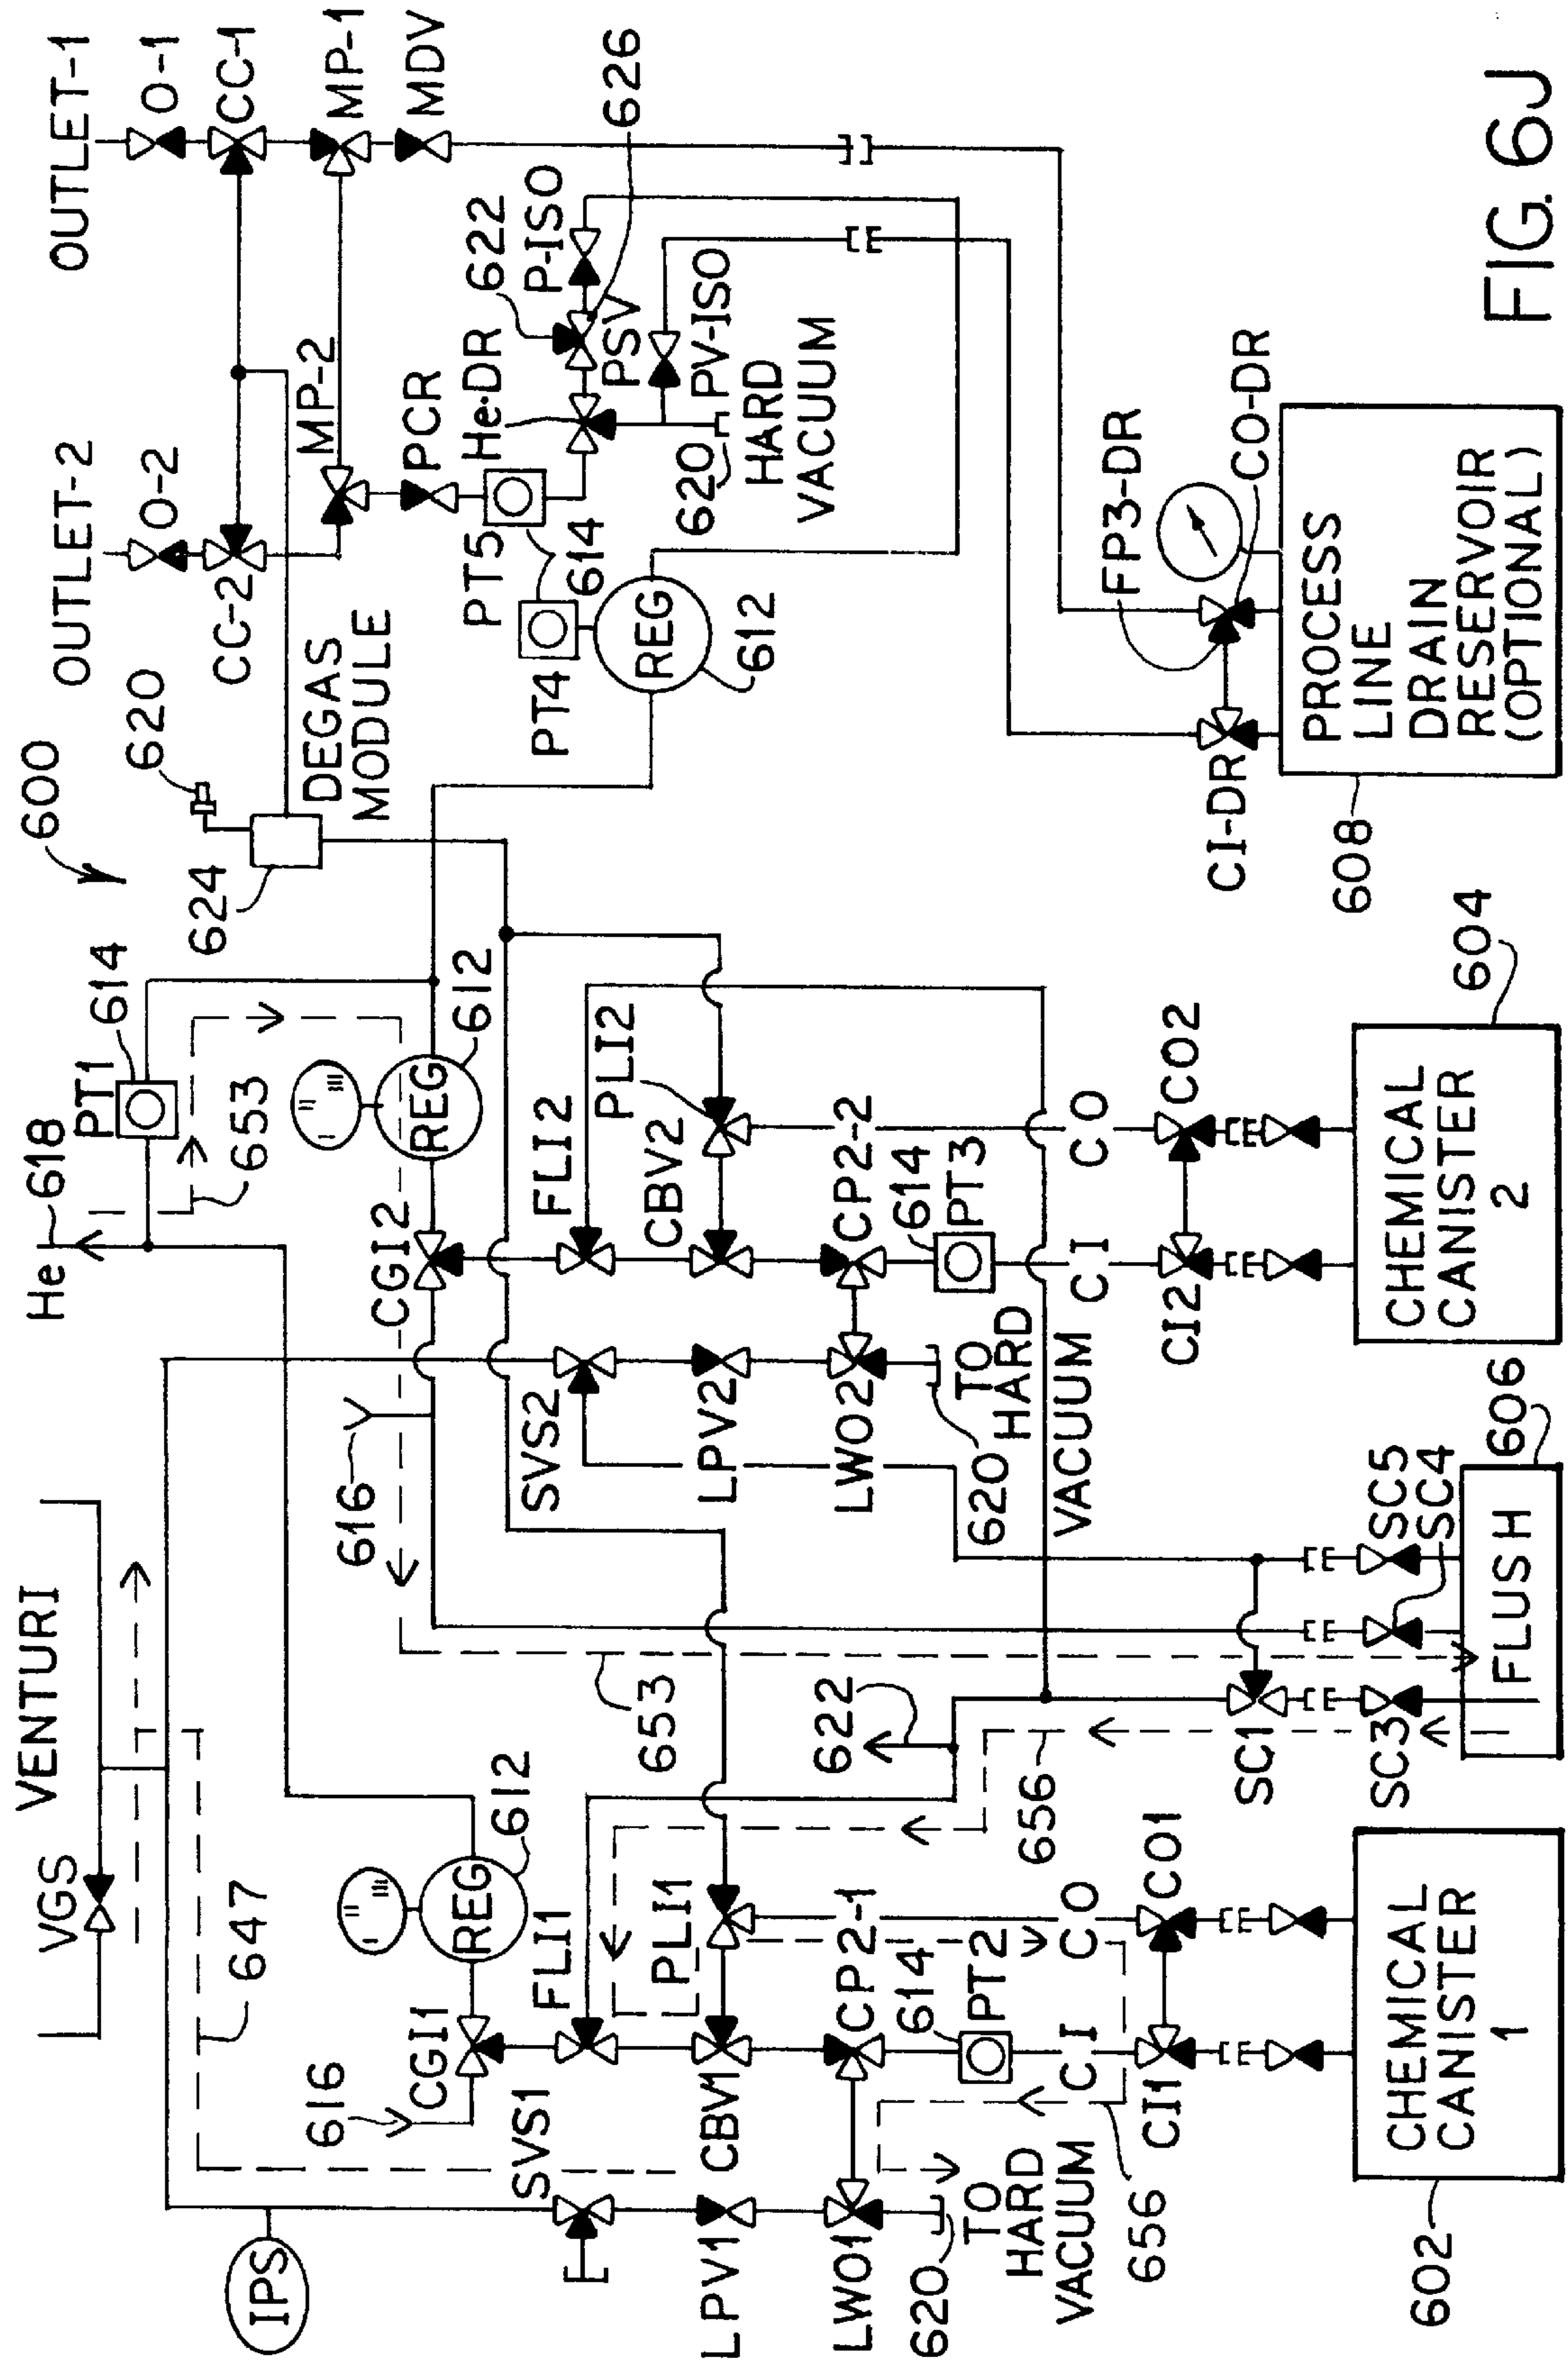 VENTURI
VGS
647
IPS
616
CGI1
REG
612
SVS1
FLI1
LPV1
CBV1
PLI1
LWO1
CP2-1
614
PT2
620
TO
HARD
VACUUM
656
CI
CO
CI1
CO1
CHEMICAL
CANISTER
1
602
622
656
653
SC1
SC3
SC4
SC5
FLUSH
606
He
618
PT1
614
653
616
CGI2
REG
612
SVS2
FLI2
LPV2
CBV2
PLI2
LWO2
CP2-2
614
PT3
620
TO
HARD
VACUUM
CI
CO
CI2
CO2
CHEMICAL
CANISTER
2
604
600
620
624
DEGAS
MODULE
OUTLET-2
O-2
CC-2
MP-2
OUTLET-1
O-1
CC-1
MP-1
MDV
PCR
PT5
614
PT4
REG
612
He-DR
622
P-ISO
626
PSV
PV-ISO
620
HARD
VACUUM
FP3-DR
CO-DR
CI-DR
PROCESS
LINE
DRAIN
RESERVOIR
(OPTIONAL)
608
FIG. 6J